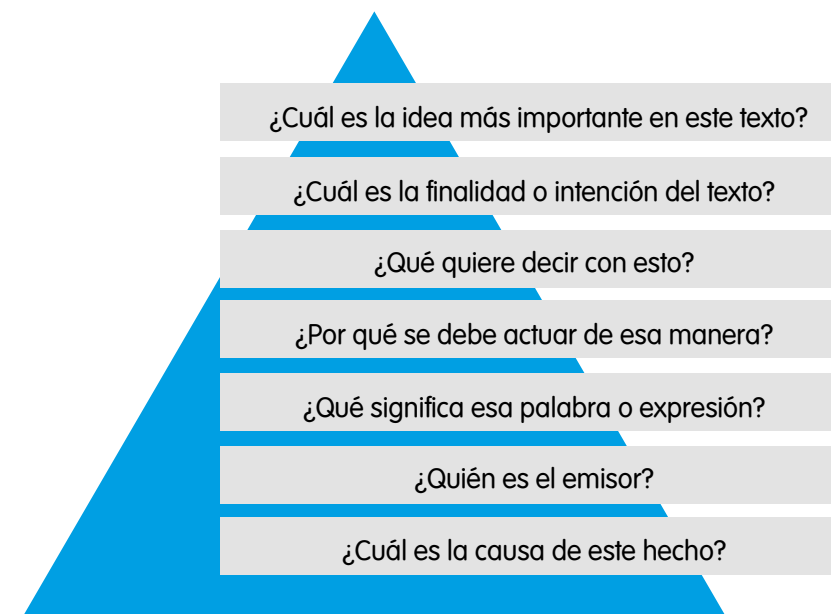 ¿Cuál es la idea más importante en este texto?
¿Cuál es la finalidad o intención del texto?
¿Qué quiere decir con esto?
¿Por qué se debe actuar de esa manera?
¿Qué significa esa palabra o expresión?
¿Quién es el emisor?
¿Cuál es la causa de este hecho?